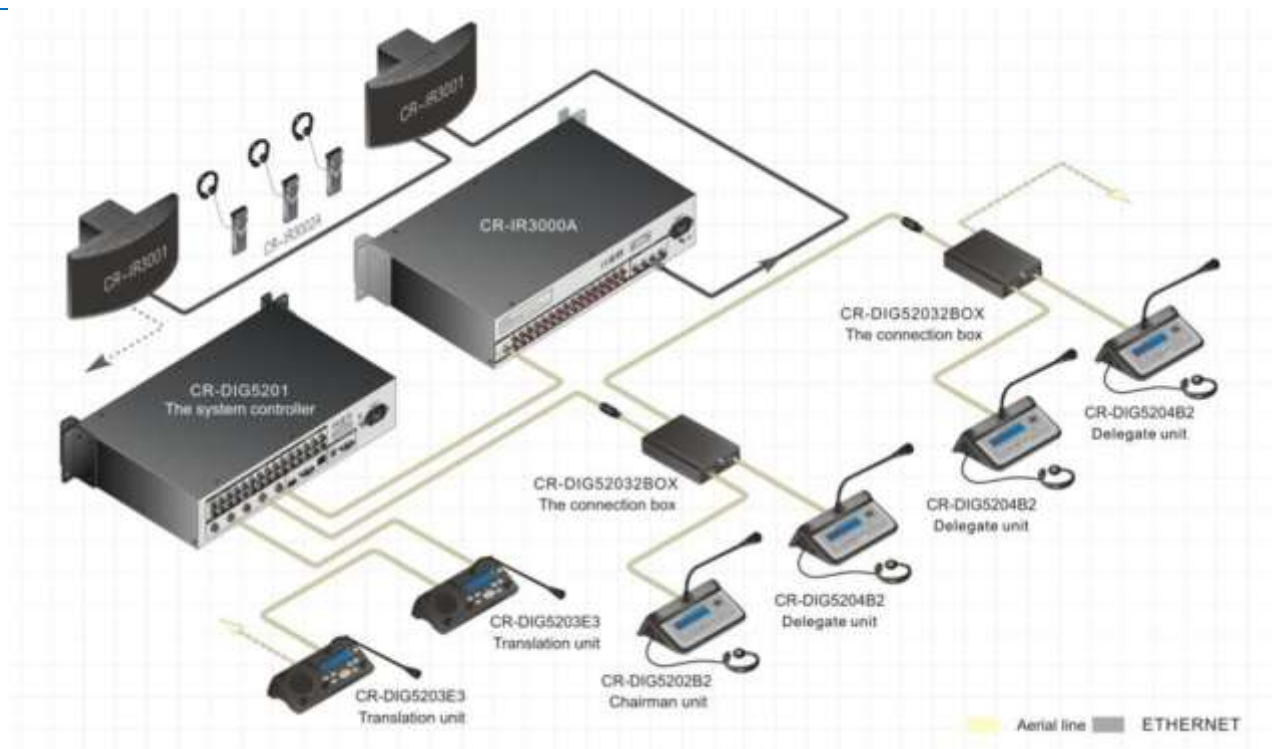 CR-IR3001
CR-IR3001
CR-IR3002A
CR-IR3000A
CR-DIG5201
The system controller
CR-DIG52032BOX
The connection box
CR-DIG52032BOX
The connection box
CR-DIG5204B2
Delegate unit
CR-DIG5204B2
Delegate unit
CR-DIG5204B2
Delegate unit
CR-DIG5203E3
Translation unit
CR-DIG5202B2
Chairman unit
CR-DIG5203E3
Translation unit
Aerial line ETHERNET